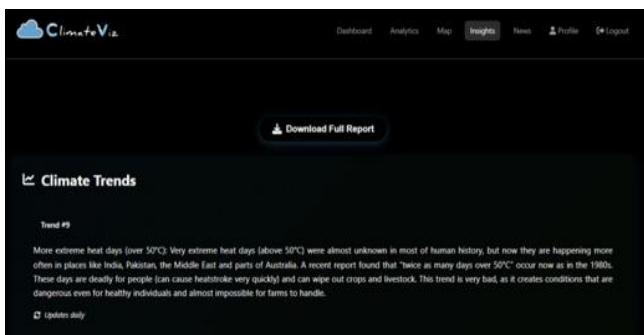 ClimateViz
Dashboard Analytics Map Insights News Profile Logout
Download Full Report
Climate Trends
Trend #9
More extreme heat days (over 50°C): Very extreme heat days (above 50°C) were almost unknown in most of human history, but now they are happening more
often in places like India, Pakistan, the Middle East and parts of Australia. A recent report found that "twice as many days over 50°C" occur now as in the 1980s.
These days are deadly for people (can cause heatstroke very quickly) and can wipe out crops and livestock. This trend is very bad, as it creates conditions that are
dangerous even for healthy individuals and almost impossible for farms to handle.
Updates daily